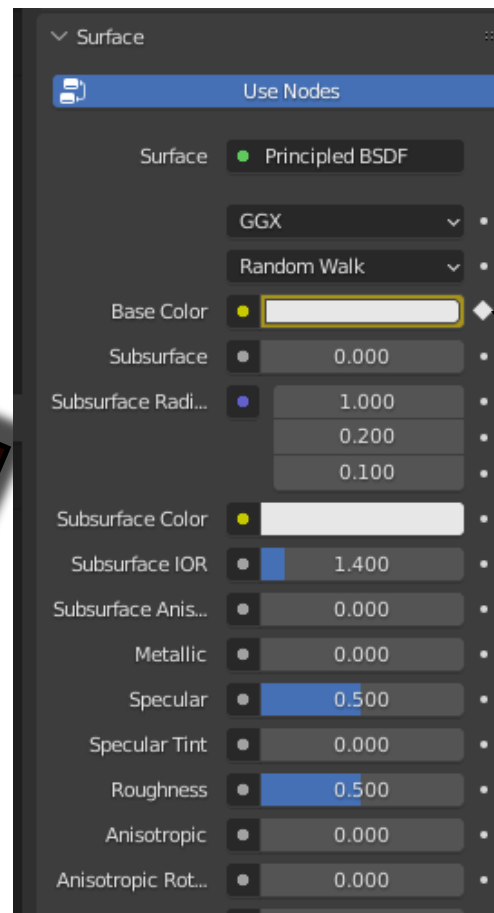 Surface
Use Nodes
Surface Principled BSDF
GGX
Random Walk
Base Color
Subsurface 0.000
Subsurface Radi... 1.000
0.200
0.100
Subsurface Color
Subsurface IOR 1.400
Subsurface Anis... 0.000
Metallic 0.000
Specular 0.500
Specular Tint 0.000
Roughness 0.500
Anisotropic 0.000
Anisotropic Rot... 0.000